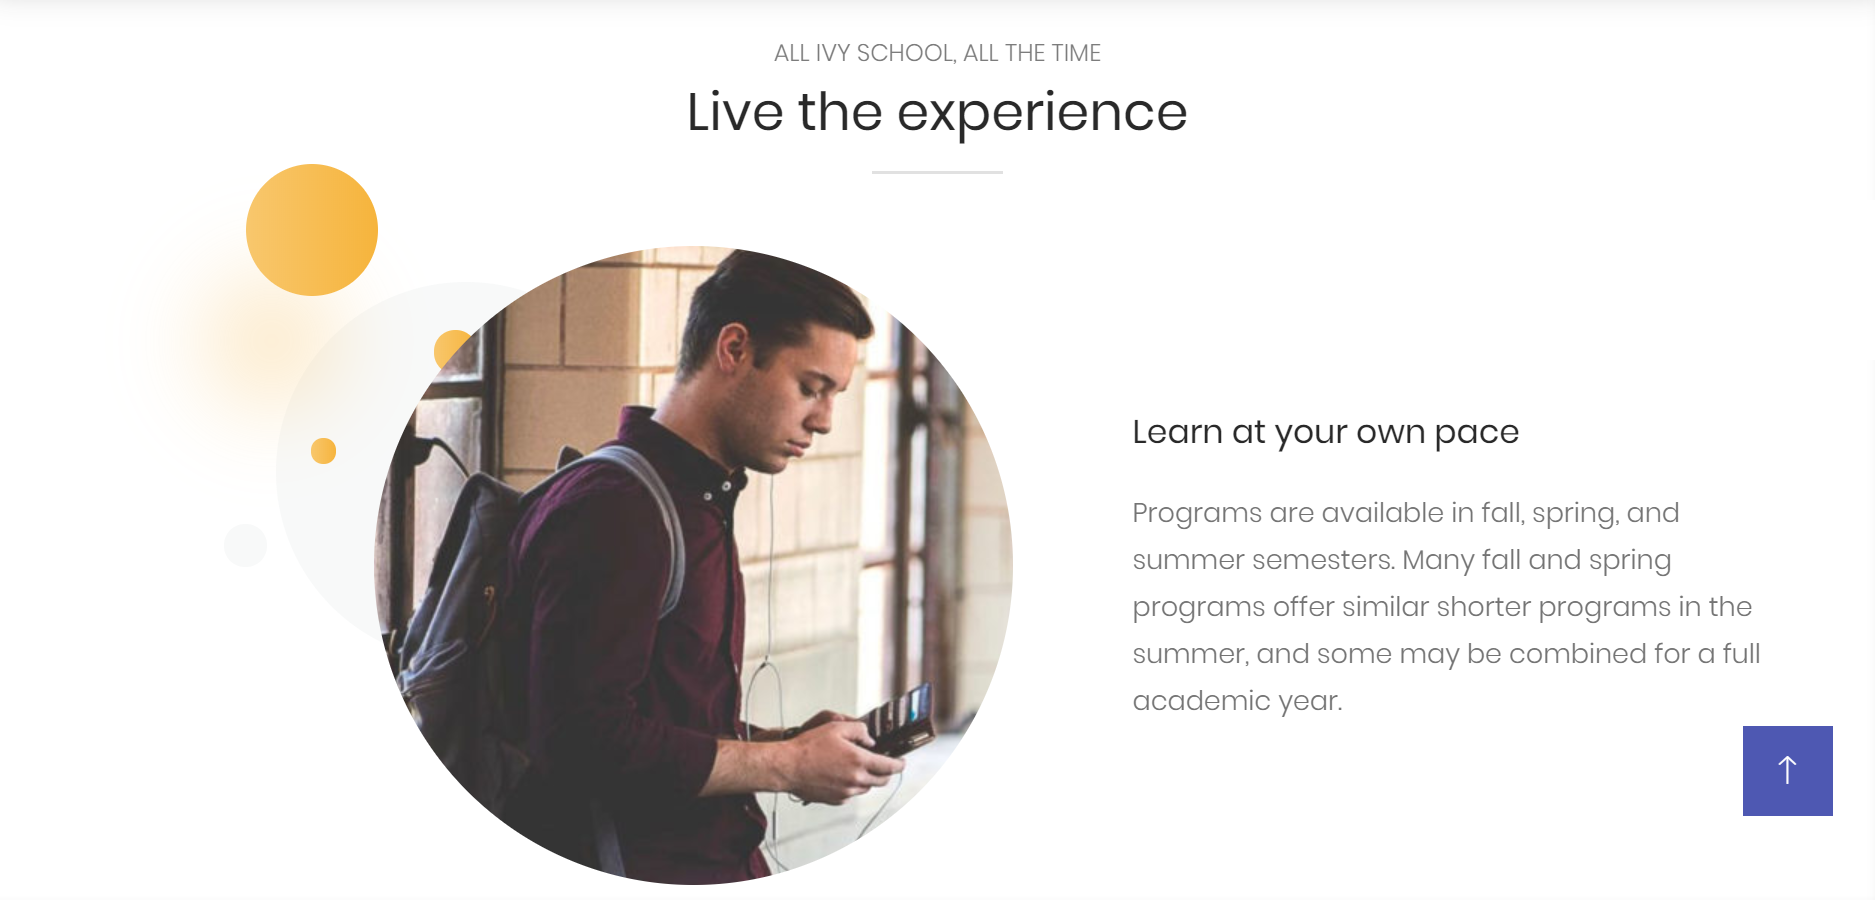 ALL IVY SCHOOL, ALL THE TIME
Live the experience
Learn at your own pace
Programs are available in fall, spring, and
summer semesters. Many fall and spring
programs offer similar shorter programs in the
summer, and some may be combined for a full
academic year.